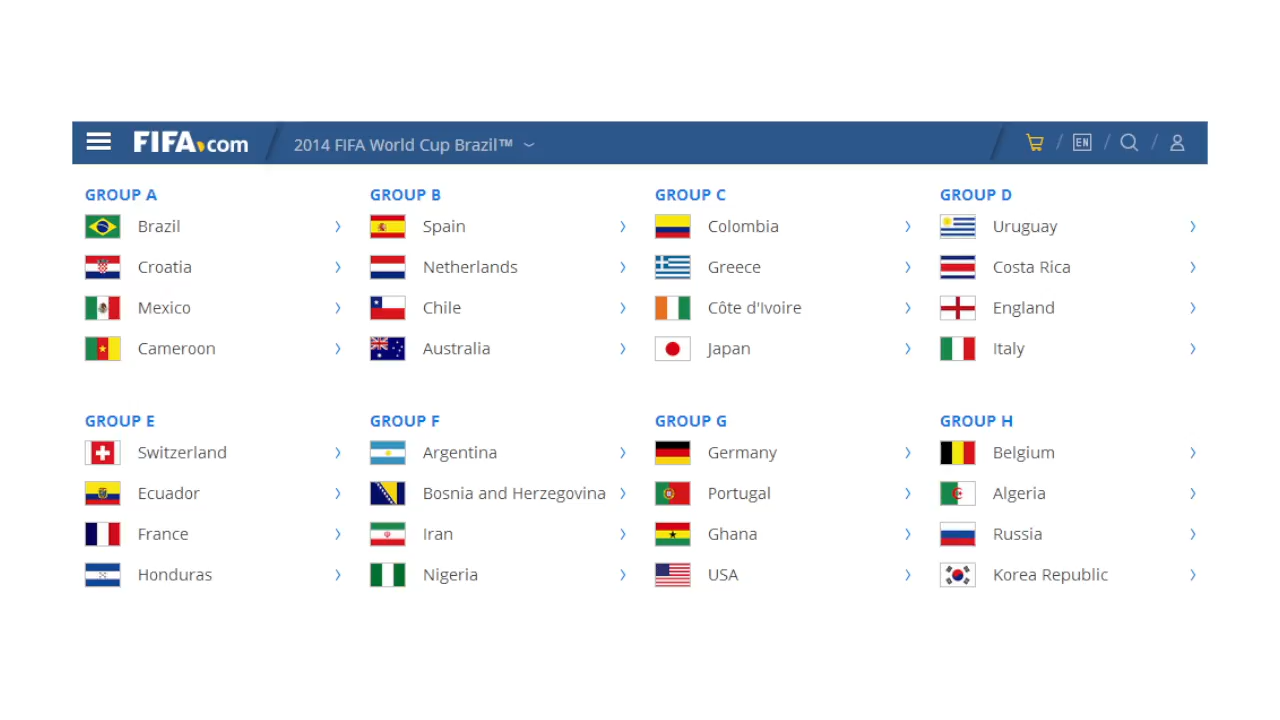 FIFA.com 2014 FIFA World Cup Brazil™ EN
GROUP A
Brazil
Croatia
Mexico
Cameroon
GROUP B
Spain
Netherlands
Chile
Australia
GROUP C
Colombia
Greece
Côte d'Ivoire
Japan
GROUP D
Uruguay
Costa Rica
England
Italy
GROUP E
Switzerland
Ecuador
France
Honduras
GROUP F
Argentina
Bosnia and Herzegovina
Iran
Nigeria
GROUP G
Germany
Portugal
Ghana
USA
GROUP H
Belgium
Algeria
Russia
Korea Republic